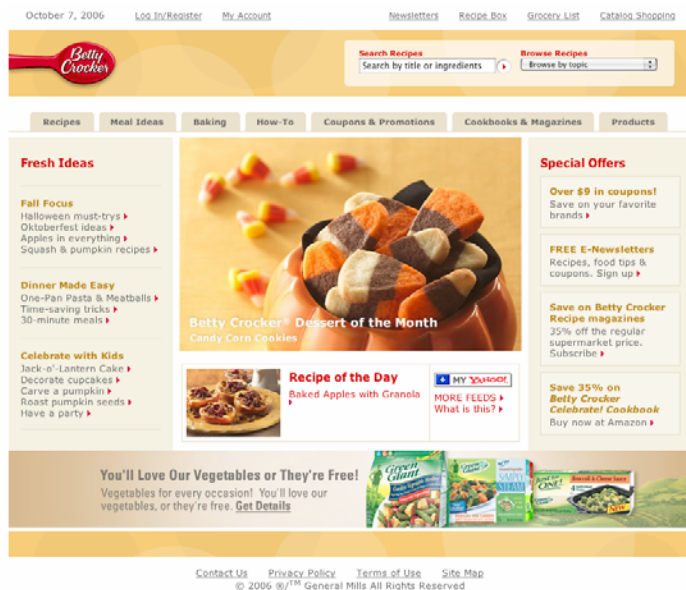 October 7, 2006 Log In/Register My Account Newsletters Recipe Box Grocery List Catalog Shopping
Betty
Crocker
Search Recipes
Search by title or ingredients
Browse Recipes
Browse by topic
Recipes Meal Ideas Baking How-To Coupons & Promotions Cookbooks & Magazines Products
Fresh Ideas
Fall Focus
Halloween must-trys
Oktoberfest ideas
Apples in everything
Squash & pumpkin recipes
Dinner Made Easy
One-Pan Pasta & Meatballs
Time-saving tricks
30-minute meals
Celebrate with Kids
Jack-o'-Lantern Cake
Decorate cupcakes
Carve a pumpkin
Roast pumpkin seeds
Have a party
Betty Crocker® Dessert of the Month
Candy Corn Cookies
Recipe of the Day
Baked Apples with Granola
MY YAHOO!
MORE FEEDS
What is this?
Special Offers
Over $9 in coupons!
Save on your favorite
brands
FREE E-Newsletters
Recipes, food tips &
coupons. Sign up
Save on Betty Crocker
Recipe magazines
35% off the regular
supermarket price.
Subscribe
Save 35% on
Betty Crocker
Celebrate! Cookbook
Buy now at Amazon
You'll Love Our Vegetables or They're Free!
Vegetables for every occasion! You'll love our
vegetables, or they're free. Get Details
Green
Giant
SIMPLY
STEAM
Just for
ONE!
Broccoli & Cheese Sauce
NEW
Contact Us Privacy Policy Terms of Use Site Map
© 2006 ®/TM General Mills All Rights Reserved